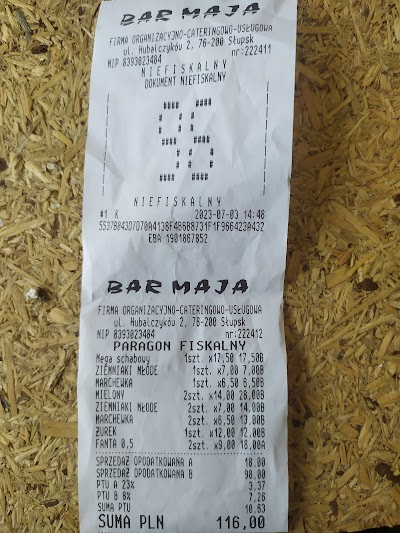 BAR MAJA
FIRMA ORGANIZACYJNO-CATERINGOWO-USŁUGOWA
ul. Hubalczyków 2, 76-200 Słupsk
NIP 8393023484 nr:222411
NIEFISKALNY
DOKUMENT NIEFISKALNY
NIEFISKALNY
#1 K 2023-07-03 14:48
EBA 1901867852
BAR MAJA
FIRMA ORGANIZACYJNO-CATERINGOWO-USŁUGOWA
ul. Hubalczyków 2, 76-200 Słupsk
NIP 8393023484 nr:222412
PARAGON FISKALNY
Mega schabowy 1szt. x17,50 17,50B
ZIEMNIAKI MŁODE 1szt. x7,00 7,00B
MARCHEWKA 1szt. x6,50 6,50B
MIELONY 2szt. x14,00 28,00B
ZIEMNIAKI MŁODE 2szt. x7,00 14,00B
MARCHEWKA 2szt. x6,50 13,00B
ŻUREK 1szt. x12,00 12,00B
FANTA 0,5 2szt. x9,00 18,00A
SPRZEDAŻ OPODATKOWANA A 18,00
SPRZEDAŻ OPODATKOWANA B 98,00
PTU A 23% 3,37
PTU B 8% 7,26
SUMA PTU 10,63
SUMA PLN 116,00